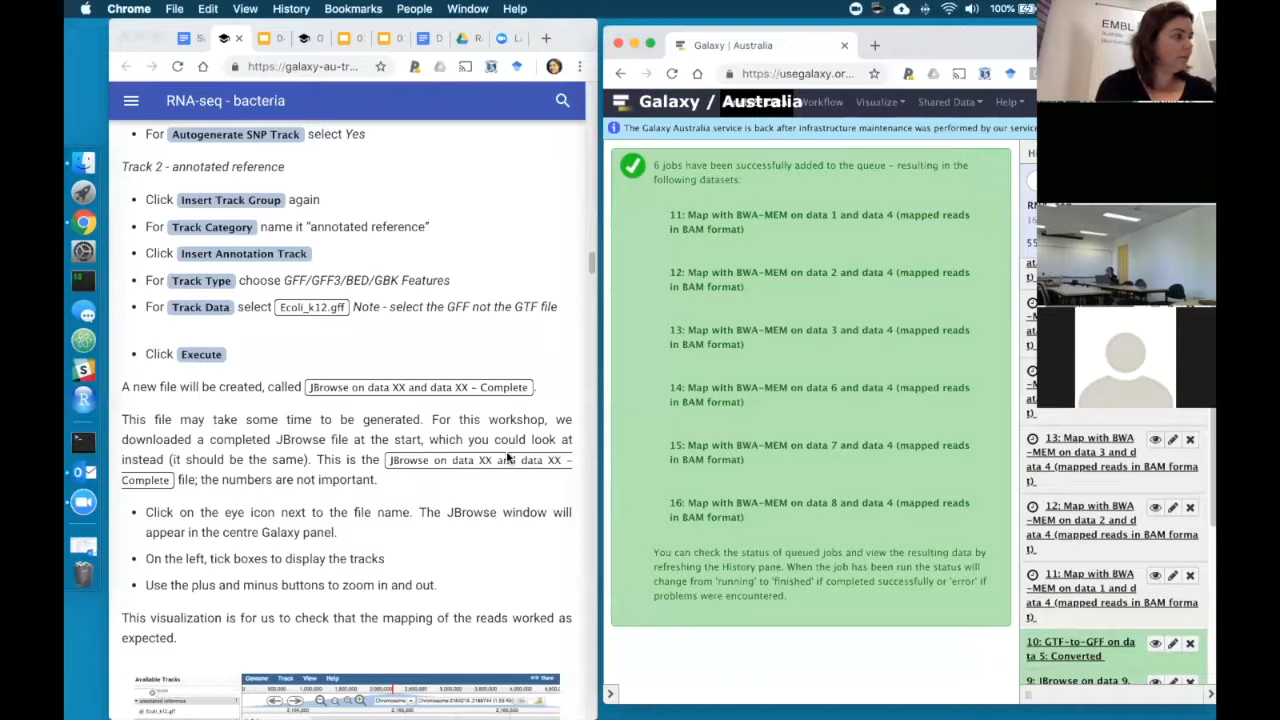 Chrome File Edit View History Bookmarks People Window Help 100%
https://galaxy-au-tr...
RNA-seq - bacteria
For Autogenerate SNP Track select Yes
Track 2 - annotated reference
Click Insert Track Group again
For Track Category name it “annotated reference”
Click Insert Annotation Track
For Track Type choose GFF/GFF3/BED/GBK Features
For Track Data select Ecoli_k12.gff Note - select the GFF not the GTF file
Click Execute
A new file will be created, called JBrowse on data XX and data XX - Complete.
This file may take some time to be generated. For this workshop, we
downloaded a completed JBrowse file at the start, which you could look at
instead (it should be the same). This is the JBrowse on data XX and data XX -
Complete file; the numbers are not important.
Click on the eye icon next to the file name. The JBrowse window will
appear in the centre Galaxy panel.
On the left, tick boxes to display the tracks
Use the plus and minus buttons to zoom in and out.
This visualization is for us to check that the mapping of the reads worked as
expected.
Available Tracks
annotated reference
Ecoli_k12.gff
Genome Track View Help Share
Galaxy | Australia
https://usegalaxy.or...
Galaxy / Australia Workflow Visualize Shared Data Help
The Galaxy Australia service is back after infrastructure maintenance was performed by our service
6 jobs have been successfully added to the queue – resulting in the
following datasets:
11: Map with BWA-MEM on data 1 and data 4 (mapped reads
in BAM format)
12: Map with BWA-MEM on data 2 and data 4 (mapped reads
in BAM format)
13: Map with BWA-MEM on data 3 and data 4 (mapped reads
in BAM format)
14: Map with BWA-MEM on data 6 and data 4 (mapped reads
in BAM format)
15: Map with BWA-MEM on data 7 and data 4 (mapped reads
in BAM format)
16: Map with BWA-MEM on data 8 and data 4 (mapped reads
in BAM format)
You can check the status of queued jobs and view the resulting data by
refreshing the History pane. When the job has been run the status will
change from 'running' to 'finished' if completed successfully or 'error' if
problems were encountered.
13: Map with BWA
-MEM on data 3 and d
ata 4 (mapped reads
in BAM forma
t)
12: Map with BWA
-MEM on data 2 and d
ata 4 (mapped reads
in BAM forma
t)
11: Map with BWA
-MEM on data 1 and d
ata 4 (mapped reads
in BAM forma
t)
10: GTF-to-GFF on da
ta 5: Converted
9: JBrowse on data 9,
EMBL